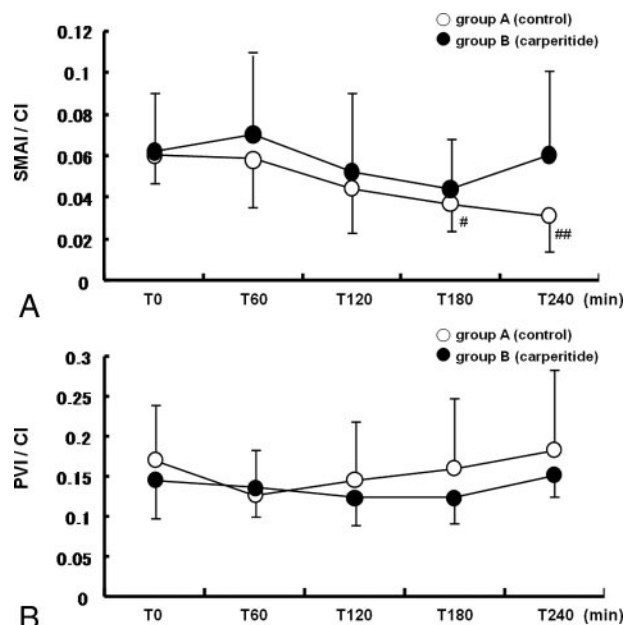 group A (control)
group B (carperitide)
0.12
0.1
0.08
0.06
0.04
0.02
0
SMAI / CI
#
##
A
T0 T60 T120 T180 T240 (min)
group A (control)
group B (carperitide)
0.3
0.25
0.2
0.15
0.1
0.05
0
PVI / CI
B
T0 T60 T120 T180 T240 (min)